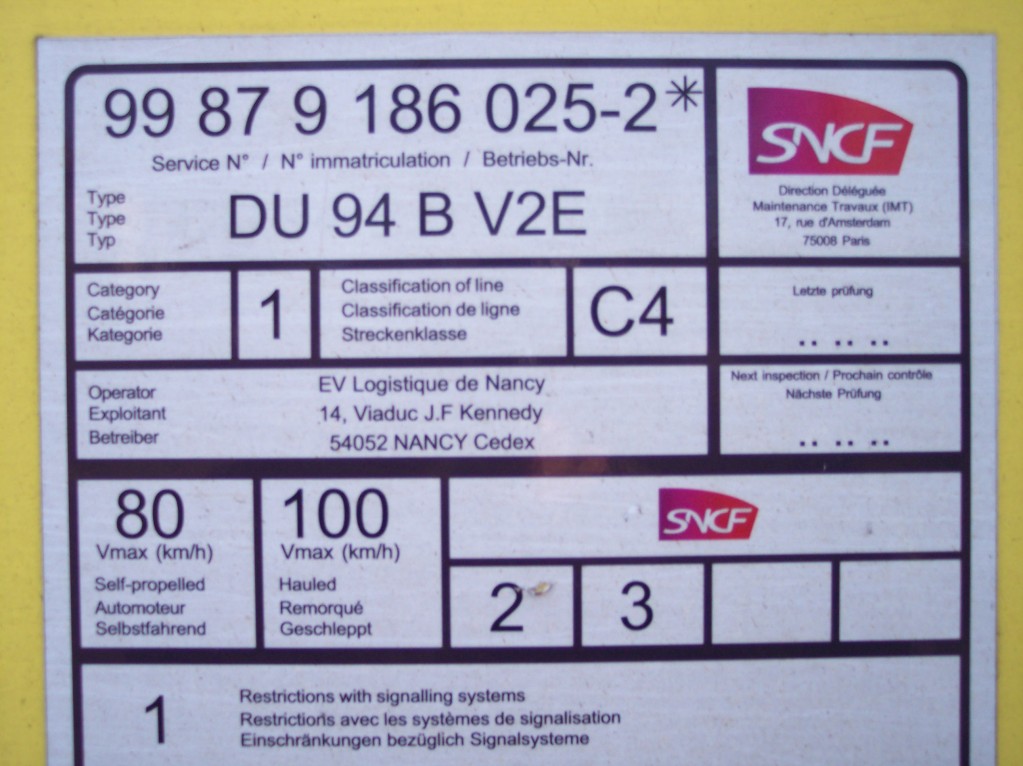 99 87 9 186 025-2*
Service N° / N° immatriculation / Betriebs-Nr.
Type
Type
Typ
DU 94 B V2E
SNCF
Direction Déléguée
Maintenance Travaux (IMT)
17, rue d'Amsterdam
75008 Paris
Category
Catégorie
Kategorie
1
Classification of line
Classification de ligne
Streckenklasse
C4
Letzte prüfung
.. .. ..
Operator
Exploitant
Betreiber
EV Logistique de Nancy
14, Viaduc J.F Kennedy
54052 NANCY Cedex
Next inspection / Prochain contrôle
Nächste Prüfung
.. .. ..
80
Vmax (km/h)
Self-propelled
Automoteur
Selbstfahrend
100
Vmax (km/h)
Hauled
Remorqué
Geschleppt
SNCF
2
3
1
Restrictions with signalling systems
Restrictions avec les systèmes de signalisation
Einschränkungen bezüglich Signalsysteme